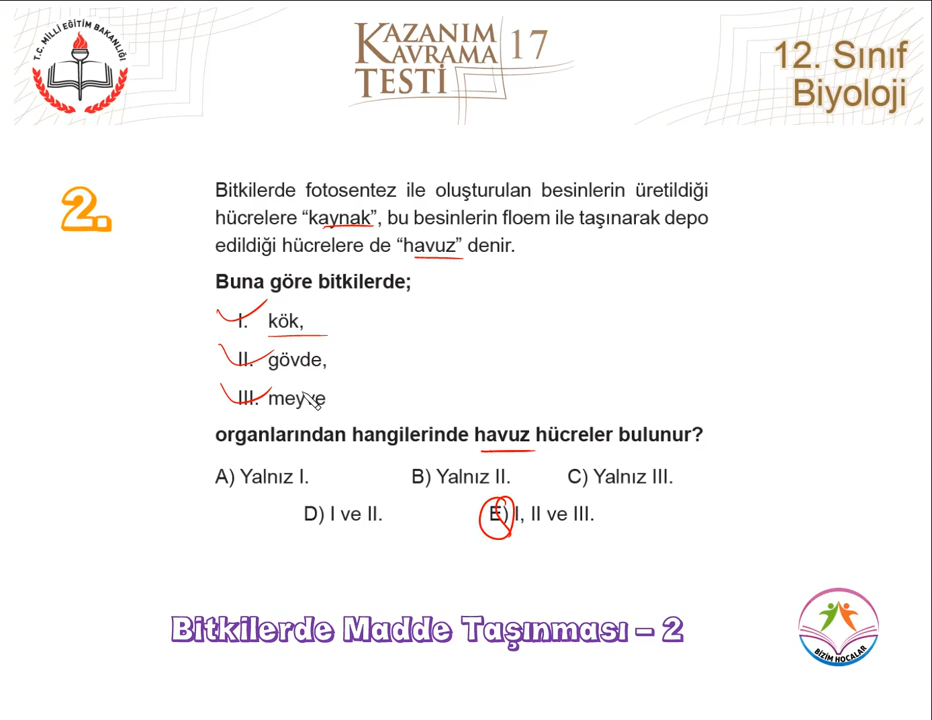 T.C. MİLLİ EĞİTİM BAKANLIĞI
KAZANIM
KAVRAMA 17
TESTİ
12. Sınıf
Biyoloji
2.
Bitkilerde fotosentez ile oluşturulan besinlerin üretildiği
hücrelere “kaynak”, bu besinlerin floem ile taşınarak depo
edildiği hücrelere de “havuz” denir.
Buna göre bitkilerde;
I. kök,
II. gövde,
III. meyve
organlarından hangilerinde havuz hücreler bulunur?
A) Yalnız I. B) Yalnız II. C) Yalnız III.
D) I ve II. E) I, II ve III.
Bitkilerde Madde Taşınması - 2
BİZİM HOCALAR